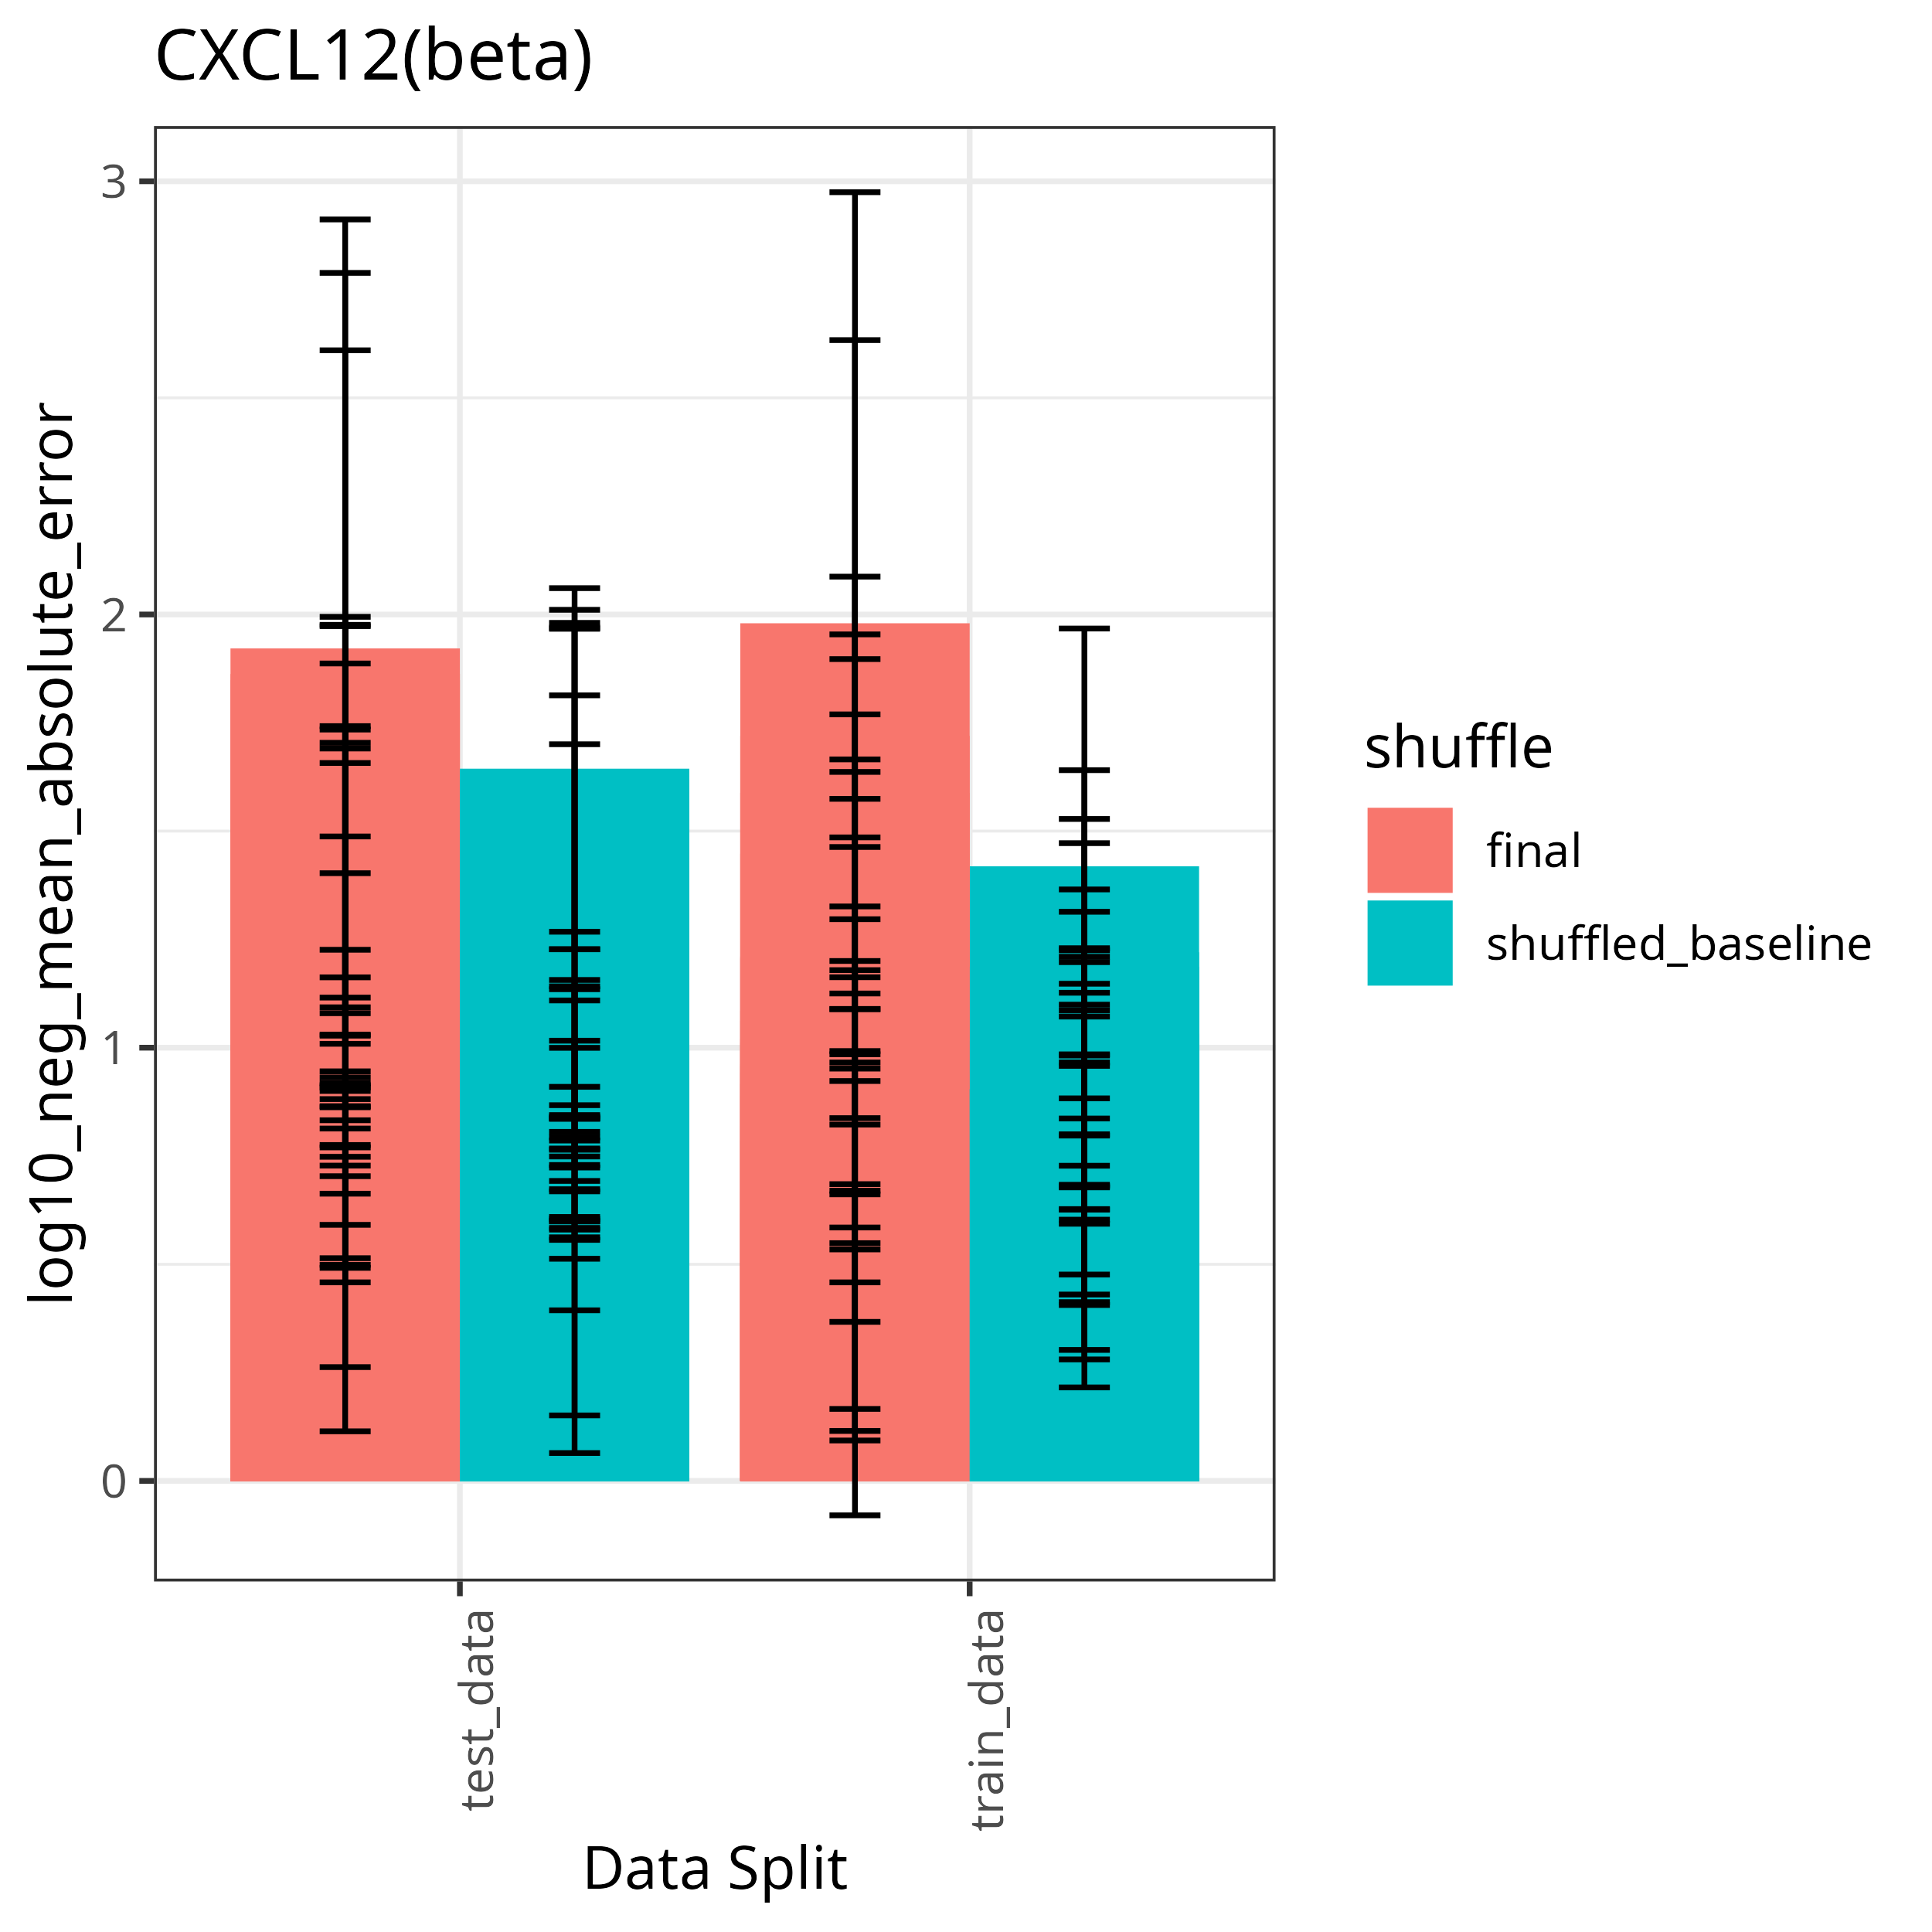 CXCL12(beta)
log10_neg_mean_absolute_error
3
2
1
0
test_data
train_data
Data Split
shuffle
final
shuffled_baseline